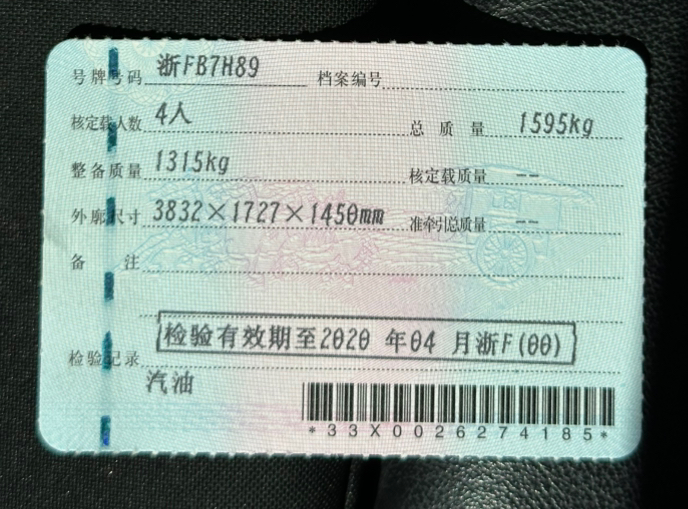 号牌号码 浙FB7H89 档案编号
核定载人数 4人 总质量 1595kg
整备质量 1315kg 核定载质量 --
外廓尺寸 3832×1727×1450mm 准牵引总质量 --
备注
检验有效期至2020 年04 月浙F(00)
检验记录
汽油
*33X0026274185*